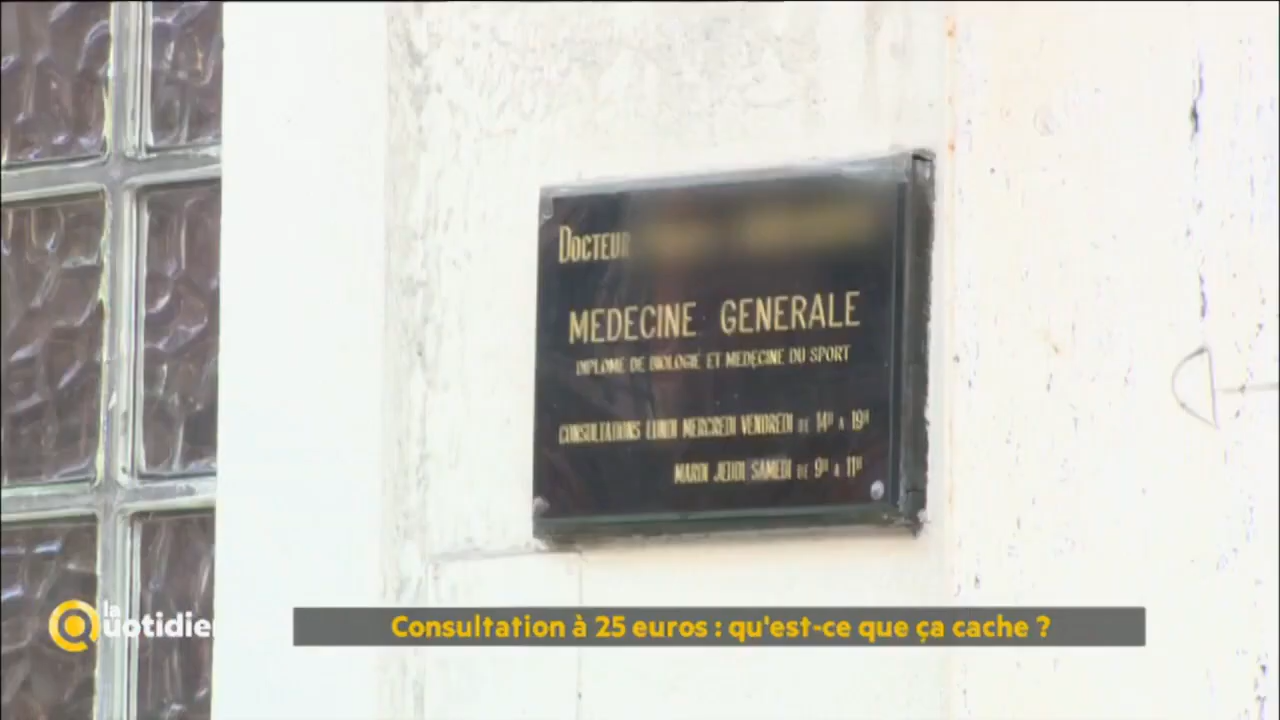 DOCTEUR
MEDECINE GENERALE
DIPLOME DE BIOLOGIE ET MEDECINE DU SPORT
CONSULTATIONS LUNDI MERCREDI VENDREDI DE 14H A 19H
MARDI JEUDI SAMEDI DE 9H A 11H
la Quotidien
Consultation à 25 euros : qu'est-ce que ça cache ?